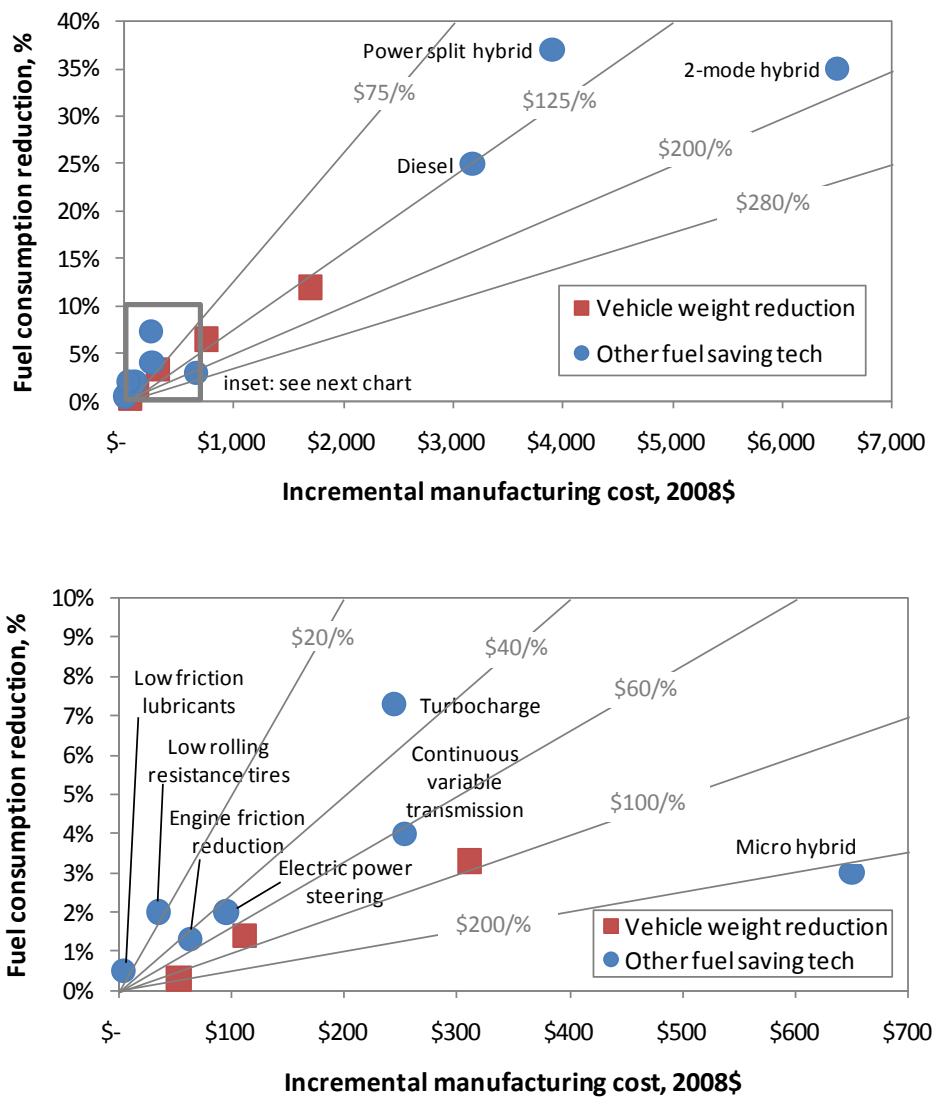 40%
35%
30%
25%
20%
15%
10%
5%
0%
Fuel consumption reduction, %
Power split hybrid
2-mode hybrid
$75/%
$125/%
Diesel
$200/%
$280/%
Vehicle weight reduction
Other fuel saving tech
inset: see next chart
$- $1,000 $2,000 $3,000 $4,000 $5,000 $6,000 $7,000
Incremental manufacturing cost, 2008$
10%
9%
8%
7%
6%
5%
4%
3%
2%
1%
0%
Fuel consumption reduction, %
$20/%
$40/%
$60/%
Low friction
lubricants
Turbocharge
Low rolling
resistance tires
Continuous
variable
transmission
$100/%
Engine friction
reduction
Micro hybrid
Electric power
steering
$200/%
Vehicle weight reduction
Other fuel saving tech
$- $100 $200 $300 $400 $500 $600 $700
Incremental manufacturing cost, 2008$